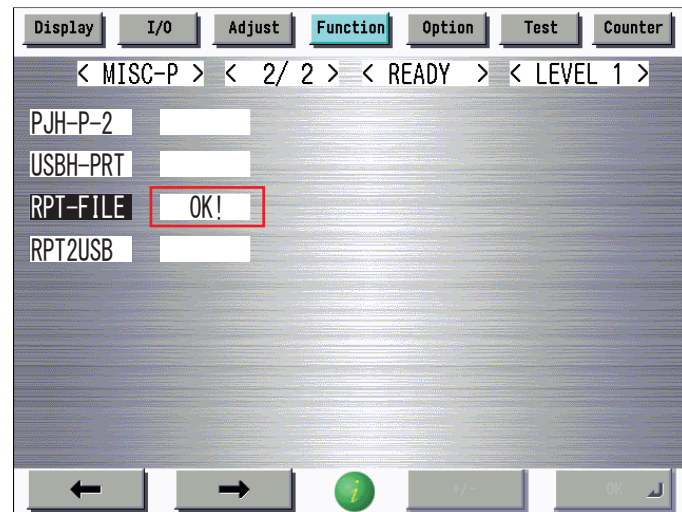 Display I/O Adjust Function Option Test Counter
< MISC-P > < 2/ 2 > < READY > < LEVEL 1 >
PJH-P-2
USBH-PRT
RPT-FILE OK!
RPT2USB
← → i +/- OK